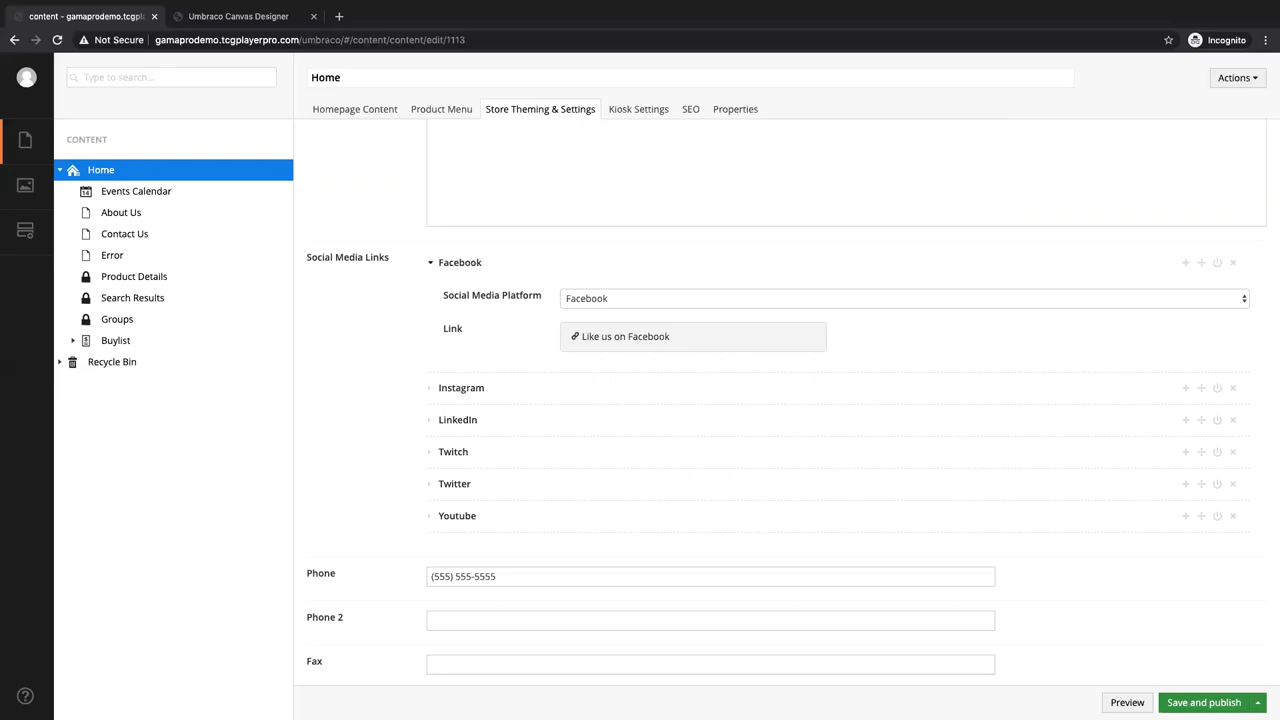 content - gamaprodemo.tcgpl
Umbraco Canvas Designer
Not Secure
gamaprodemo.tcgplayerpro.com/umbraco/#/content/content/edit/1113
Incognito
Type to search...
Home
Actions
Homepage Content
Product Menu
Store Theming & Settings
Kiosk Settings
SEO
Properties
CONTENT
Home
Events Calendar
About Us
Contact Us
Error
Product Details
Search Results
Groups
Buylist
Recycle Bin
Social Media Links
Facebook
Social Media Platform
Facebook
Link
Like us on Facebook
Instagram
LinkedIn
Twitch
Twitter
Youtube
Phone
(555) 555-5555
Phone 2
Fax
Preview
Save and publish